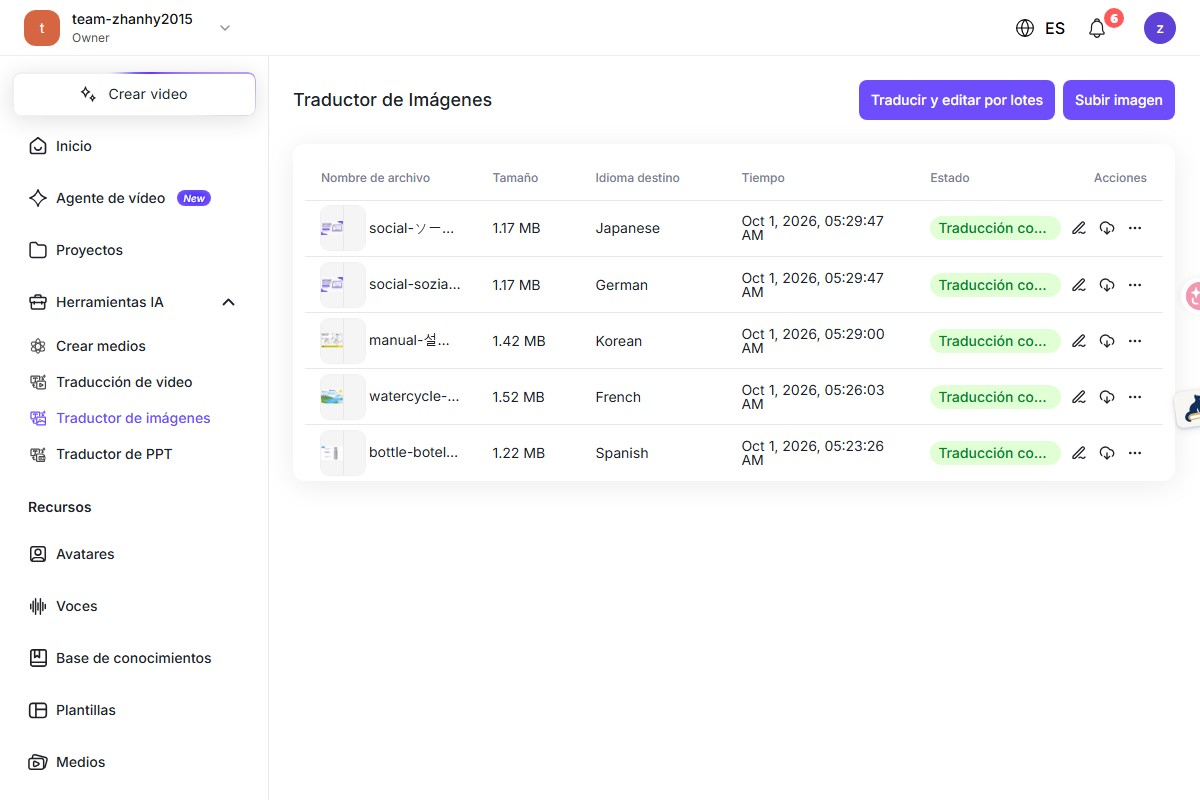 t
team-zhanhy2015
Owner
ES
6
z
Crear video
Inicio
Agente de vídeo New
Proyectos
Herramientas IA
Crear medios
Traducción de video
Traductor de imágenes
Traductor de PPT
Recursos
Avatares
Voces
Base de conocimientos
Plantillas
Medios
Traductor de Imágenes
Traducir y editar por lotes
Subir imagen
Nombre de archivo Tamaño Idioma destino Tiempo Estado Acciones
social-ソー... 1.17 MB Japanese Oct 1, 2026, 05:29:47 AM Traducción co...
social-sozia... 1.17 MB German Oct 1, 2026, 05:29:47 AM Traducción co...
manual-설... 1.42 MB Korean Oct 1, 2026, 05:29:00 AM Traducción co...
watercycle-... 1.52 MB French Oct 1, 2026, 05:26:03 AM Traducción co...
bottle-botel... 1.22 MB Spanish Oct 1, 2026, 05:23:26 AM Traducción co...